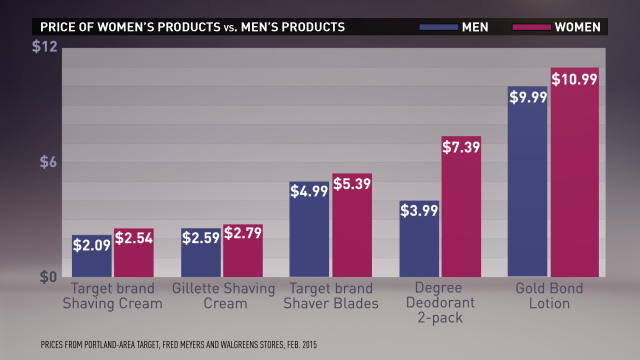 PRICE OF WOMEN'S PRODUCTS vs. MEN'S PRODUCTS
MEN
WOMEN
$12
$6
$0
$2.09
$2.54
$2.59
$2.79
$4.99
$5.39
$3.99
$7.39
$9.99
$10.99
Target brand
Shaving Cream
Gillette Shaving
Cream
Target brand
Shaver Blades
Degree
Deodorant
2-pack
Gold Bond
Lotion
PRICES FROM PORTLAND-AREA TARGET, FRED MEYERS AND WALGREENS STORES, FEB. 2015